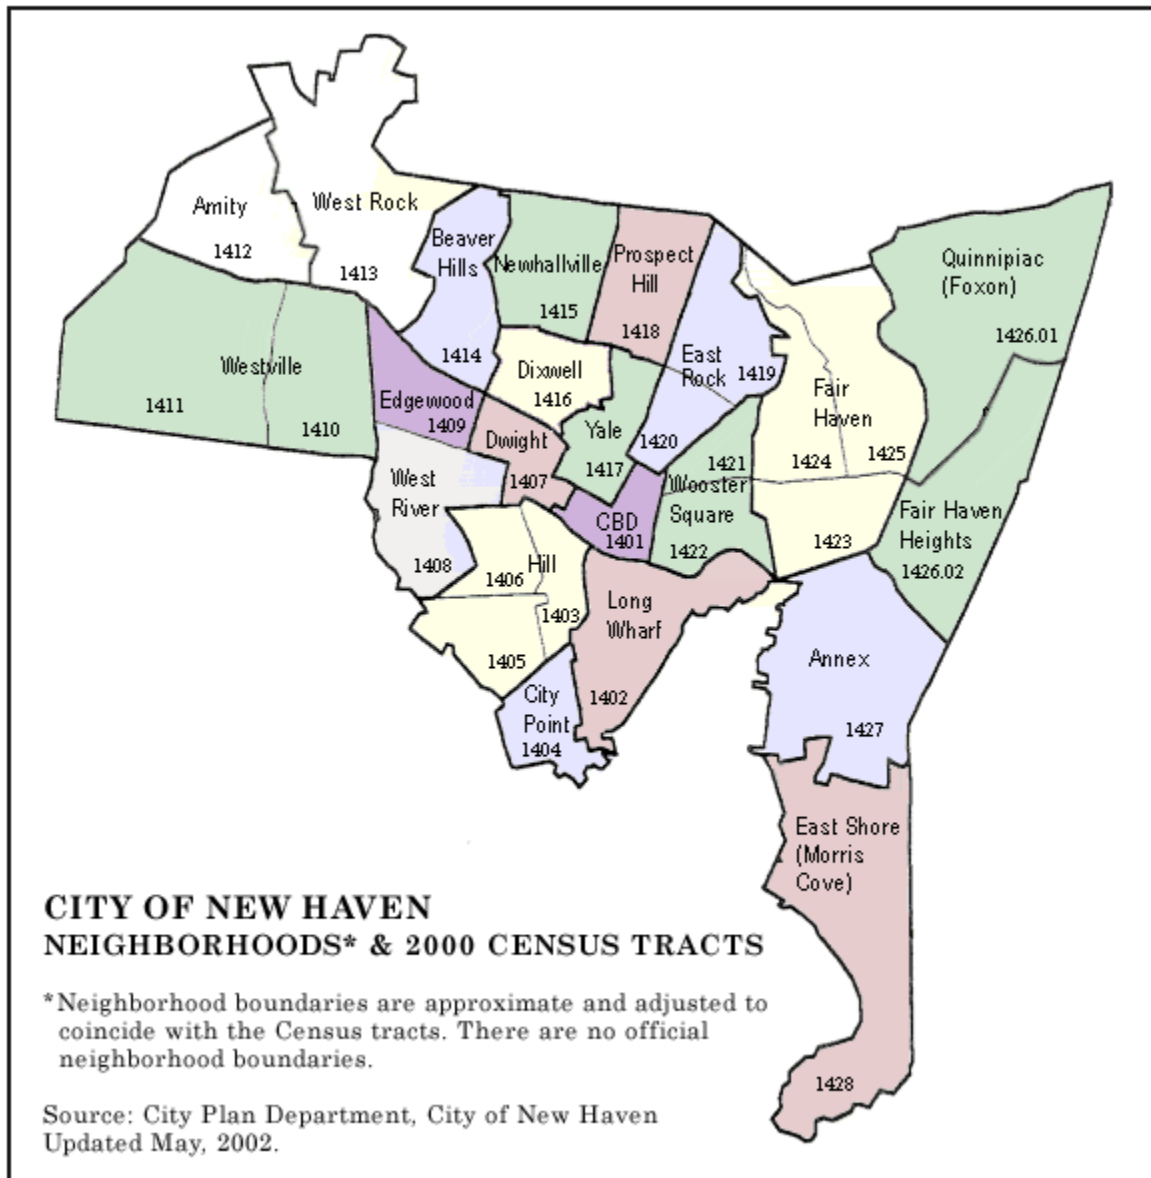 Amity
1412
West Rock
1413
Beaver
Hills
1414
Newhallville
1415
Prospect
Hill
1418
Quinnipiac
(Foxon)
1426.01
Westville
1411
1410
Edgewood
1409
Dixwell
1416
East
Rock
1419
1420
Fair
Haven
1424
1425
1423
Dwight
1407
Yale
1417
1421
Wooster
Square
1422
West
River
1408
CBD
1401
Fair Haven
Heights
1426.02
Hill
1406
1403
1405
Long
Wharf
1402
City
Point
1404
Annex
1427
East Shore
(Morris
Cove)
1428
CITY OF NEW HAVEN
NEIGHBORHOODS* & 2000 CENSUS TRACTS
*Neighborhood boundaries are approximate and adjusted to
coincide with the Census tracts. There are no official
neighborhood boundaries.
Source: City Plan Department, City of New Haven
Updated May, 2002.